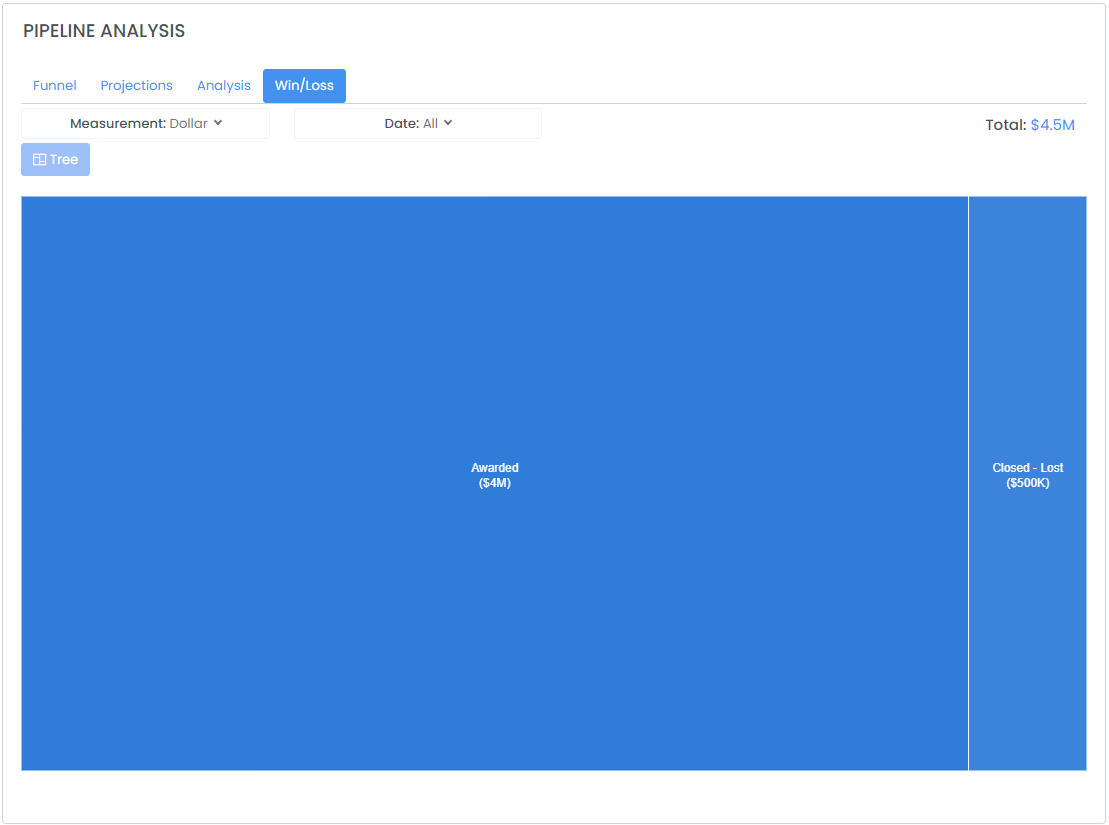 PIPELINE ANALYSIS
Funnel Projections Analysis Win/Loss
Measurement: Dollar Date: All Total: $4.5M
Tree
Awarded
($4M)
Closed - Lost
($500K)